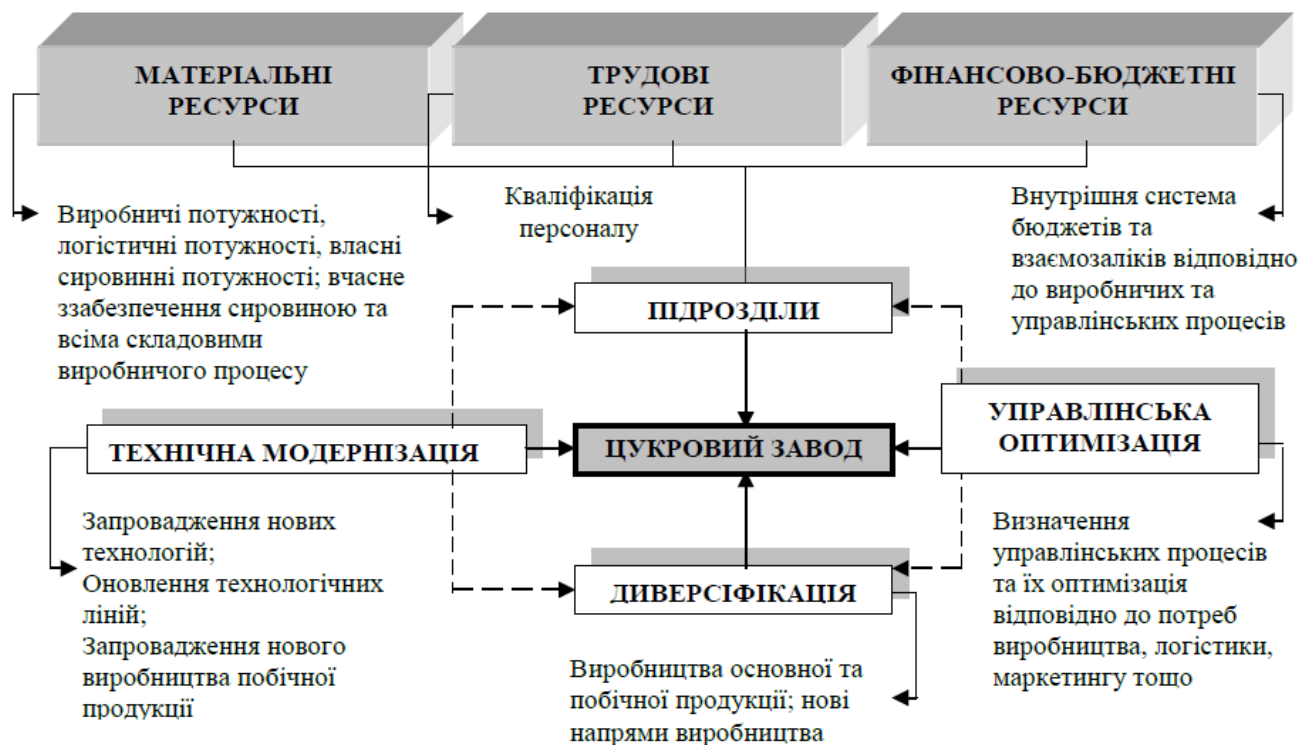 МАТЕРІАЛЬНІ
РЕСУРСИ
ТРУДОВІ
РЕСУРСИ
ФІНАНСОВО-БЮДЖЕТНІ
РЕСУРСИ
Виробничі потужності,
логістичні потужності, власні
сировинні потужності; вчасне
ззабезпечення сировиною та
всіма складовими
виробничого процесу
Кваліфікація
персоналу
Внутрішня система
бюджетів та
взаємозаліків відповідно
до виробничих та
управлінських процесів
ПІДРОЗДІЛИ
ТЕХНІЧНА МОДЕРНІЗАЦІЯ
ЦУКРОВИЙ ЗАВОД
УПРАВЛІНСЬКА
ОПТИМІЗАЦІЯ
Запровадження нових
технологій;
Оновлення технологічних
ліній;
Запровадження нового
виробництва побічної
продукції
ДИВЕРСІФІКАЦІЯ
Виробництва основної та
побічної продукції; нові
напрями виробництва
Визначення
управлінських процесів
та їх оптимізація
відповідно до потреб
виробництва, логістики,
маркетингу тощо